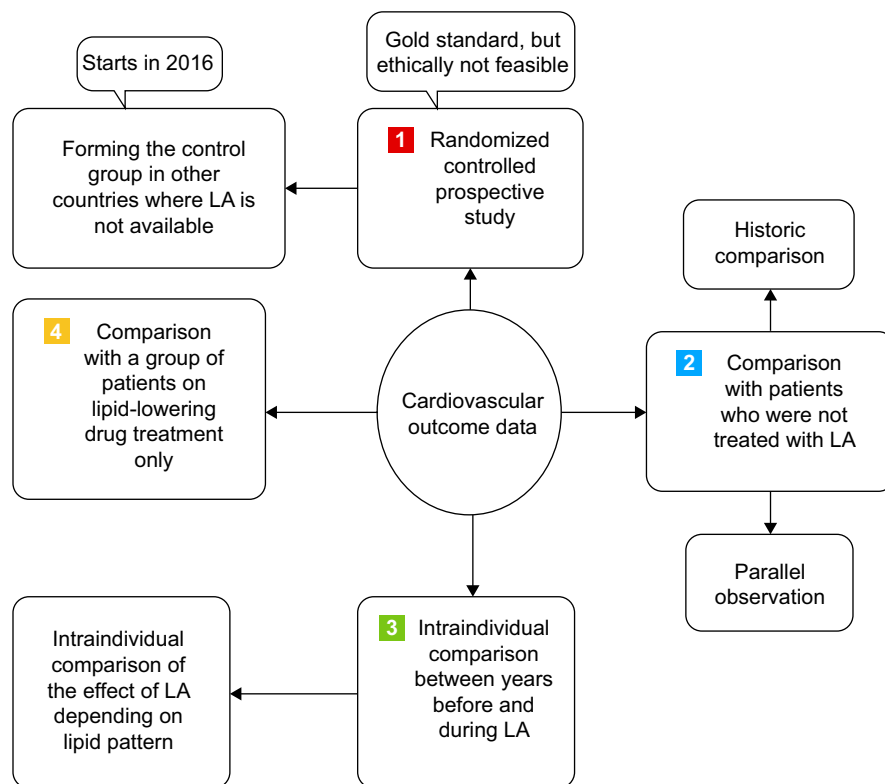 Starts in 2016
Gold standard, but
ethically not feasible
Forming the control
group in other
countries where LA is
not available
1 Randomized
controlled
prospective
study
Historic
comparison
4 Comparison
with a group of
patients on
lipid-lowering
drug treatment
only
Cardiovascular
outcome data
2 Comparison
with patients
who were not
treated with LA
Parallel
observation
Intraindividual
comparison of
the effect of LA
depending on
lipid pattern
3 Intraindividual
comparison
between years
before and
during LA